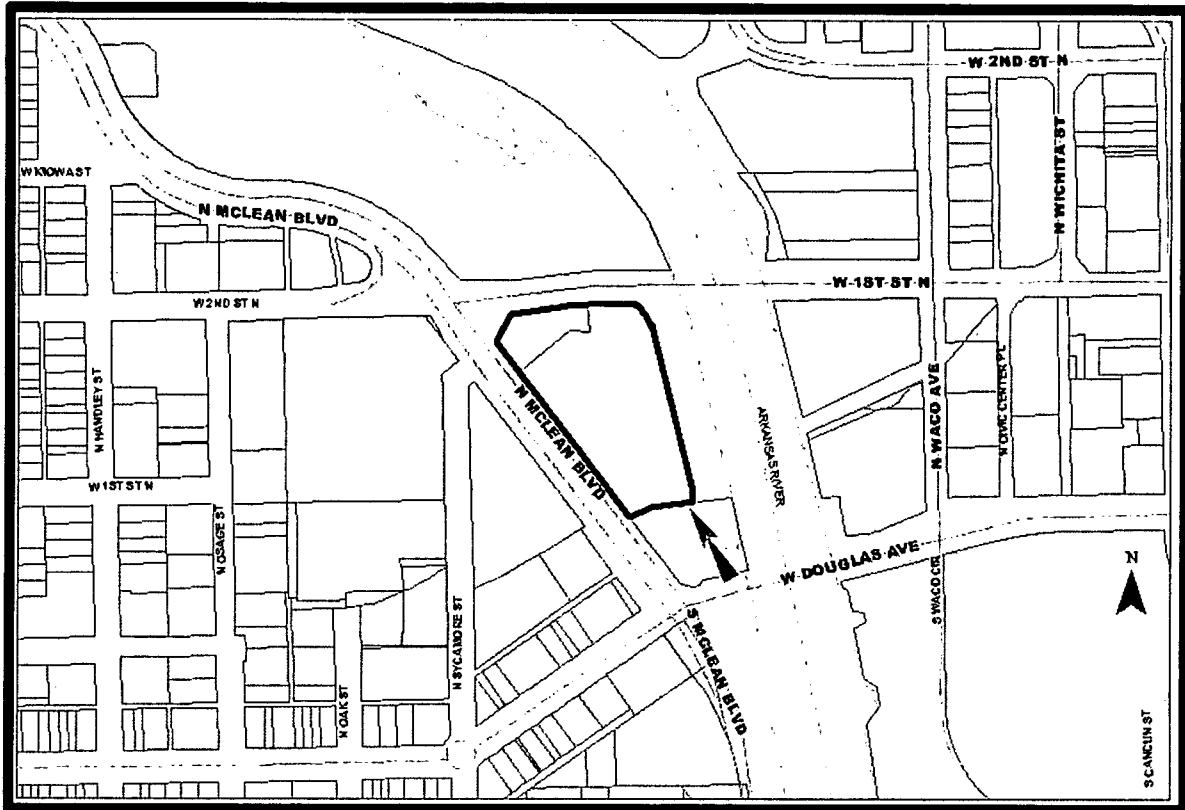 W 2ND ST N
W KIOWA ST
N WICHITA ST
N MCLEAN BLVD
W 1ST ST N
W 2ND ST N
N HANDLEY ST
N MCLEAN BLVD
N CIVIC CENTER PL
N WACO AVE
ARKANSAS RIVER
W 1ST ST N
N OSAGE ST
W DOUGLAS AVE
N
S WACO CIR
N SYCAMORE ST
S MCLEAN BLVD
N OAK ST
S CANCUN ST